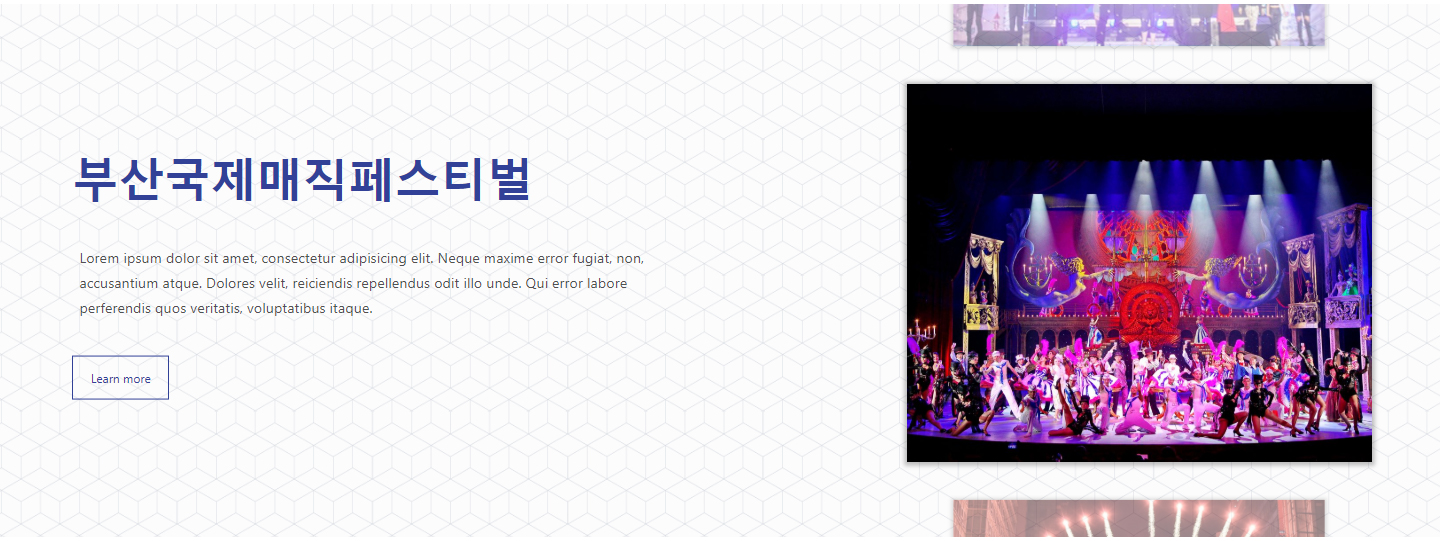 부산국제매직페스티벌
Lorem ipsum dolor sit amet, consectetur adipisicing elit. Neque maxime error fugiat, non,
accusantium atque. Dolores velit, reiciendis repellendus odit illo unde. Qui error labore
perferendis quos veritatis, voluptatibus itaque.
Learn more